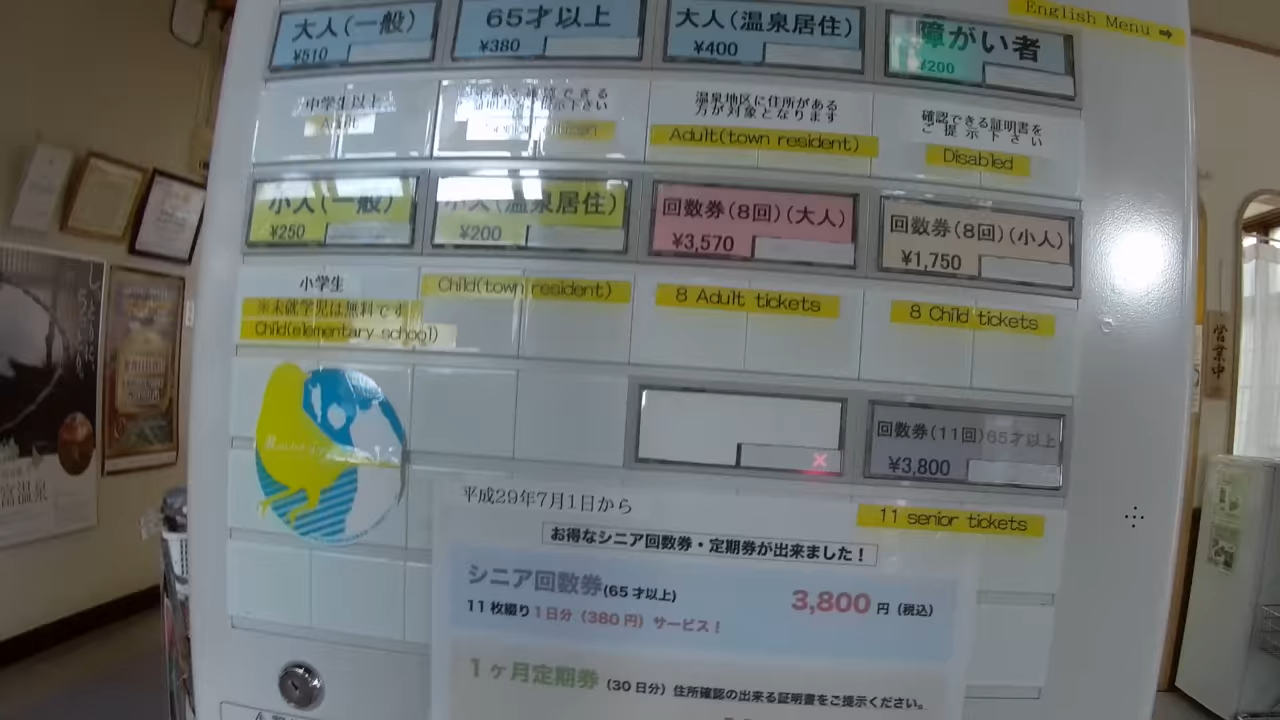 English Menu ➡
大人(一般)
¥510
65才以上
¥380
大人(温泉居住)
¥400
障がい者
¥200
中学生以上
Adult
温泉地区に住所がある
方が対象となります
Adult(town resident)
確認できる証明書を
ご提示下さい
Disabled
小人(一般)
¥250
小人(温泉居住)
¥200
回数券(8回)(大人)
¥3,570
回数券(8回)(小人)
¥1,750
小学生
※未就学児は無料です
Child(elementary school)
Child(town resident)
8 Adult tickets
8 Child tickets
営業中
回数券(11回)65才以上
¥3,800
11 senior tickets
平成29年7月1日から
お得なシニア回数券・定期券が出来ました!
シニア回数券(65才以上)
3,800円(税込)
11枚綴り1日分(380円)サービス!
1ヶ月定期券(30日分)住所確認の出来る証明書をご提示ください。